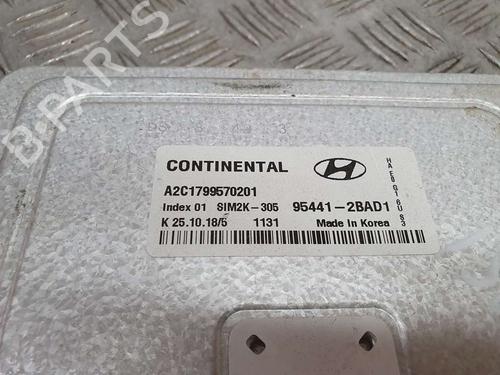 B-PARTS
CONTINENTAL
A2C1799570201
Index 01 SIM2K-305 95441-2BAD1
K 25.10.18/5 1131 Made in Korea